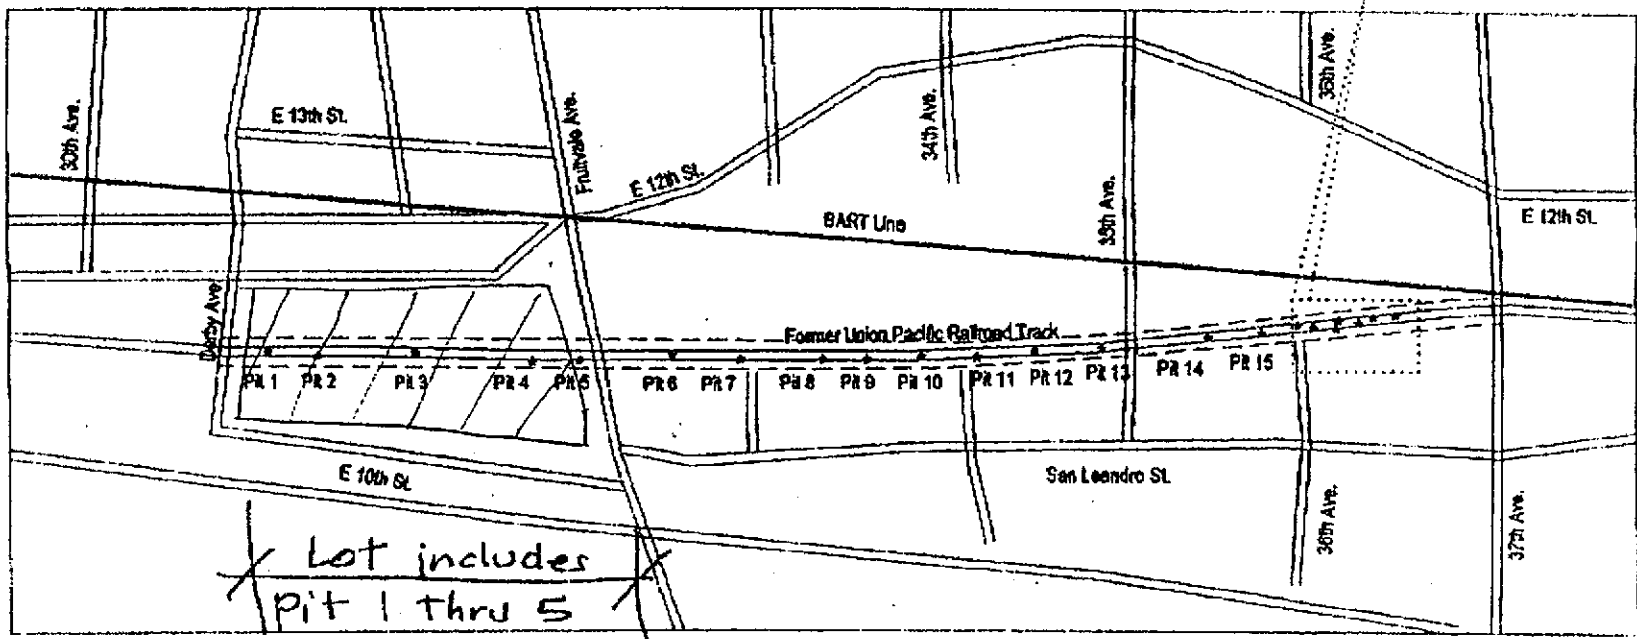 30th Ave.
E 13th St.
Fruitvale Ave.
E 12th St.
34th Ave.
35th Ave.
36th Ave.
E 12th St.
BART Line
Derby Ave
Former Union Pacific Railroad Track
Pit 1 Pit 2 Pit 3 Pit 4 Pit 5 Pit 6 Pit 7 Pit 8 Pit 9 Pit 10 Pit 11 Pit 12 Pit 13 Pit 14 Pit 15
E 10th St.
San Leandro St.
36th Ave.
37th Ave.
Lot includes
Pit 1 Thru 5